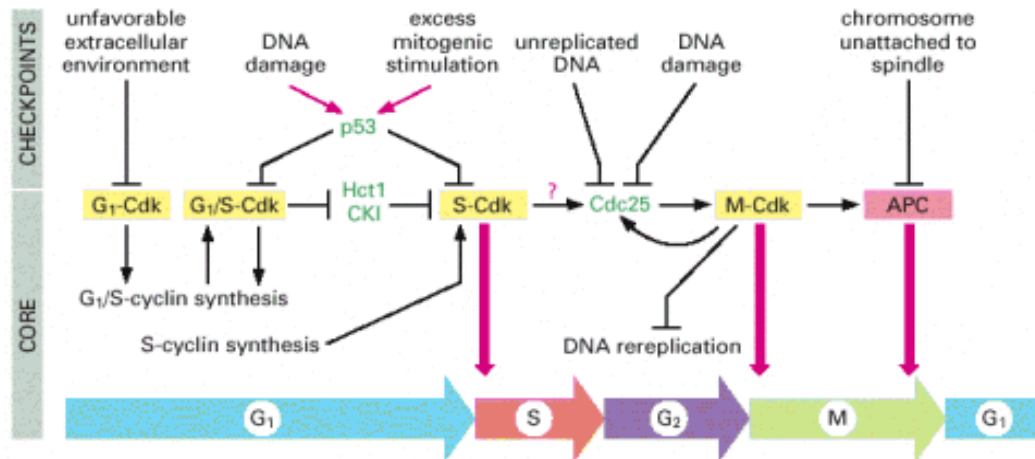 CHECKPOINTS
unfavorable
extracellular
environment
DNA
damage
excess
mitogenic
stimulation
unreplicated
DNA
DNA
damage
chromosome
unattached to
spindle
p53
CORE
G₁-Cdk
G₁/S-Cdk
Hct1
CKI
S-Cdk
?
Cdc25
M-Cdk
APC
G₁/S-cyclin synthesis
S-cyclin synthesis
DNA rereplication
G₁
S
G₂
M
G₁